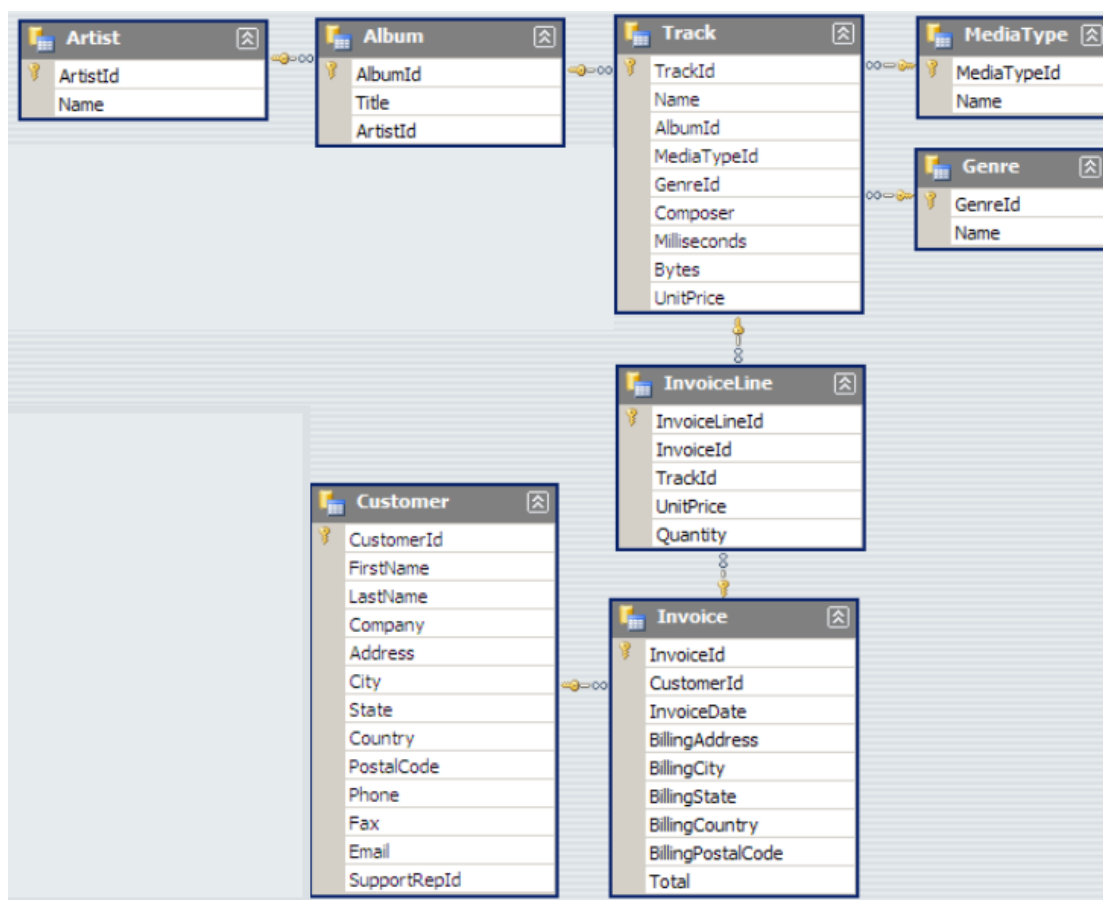 Artist
ArtistId
Name
Album
AlbumId
Title
ArtistId
Track
TrackId
Name
AlbumId
MediaTypeId
GenreId
Composer
Milliseconds
Bytes
UnitPrice
MediaType
MediaTypeId
Name
Genre
GenreId
Name
InvoiceLine
InvoiceLineId
InvoiceId
TrackId
UnitPrice
Quantity
Customer
CustomerId
FirstName
LastName
Company
Address
City
State
Country
PostalCode
Phone
Fax
Email
SupportRepId
Invoice
InvoiceId
CustomerId
InvoiceDate
BillingAddress
BillingCity
BillingState
BillingCountry
BillingPostalCode
Total